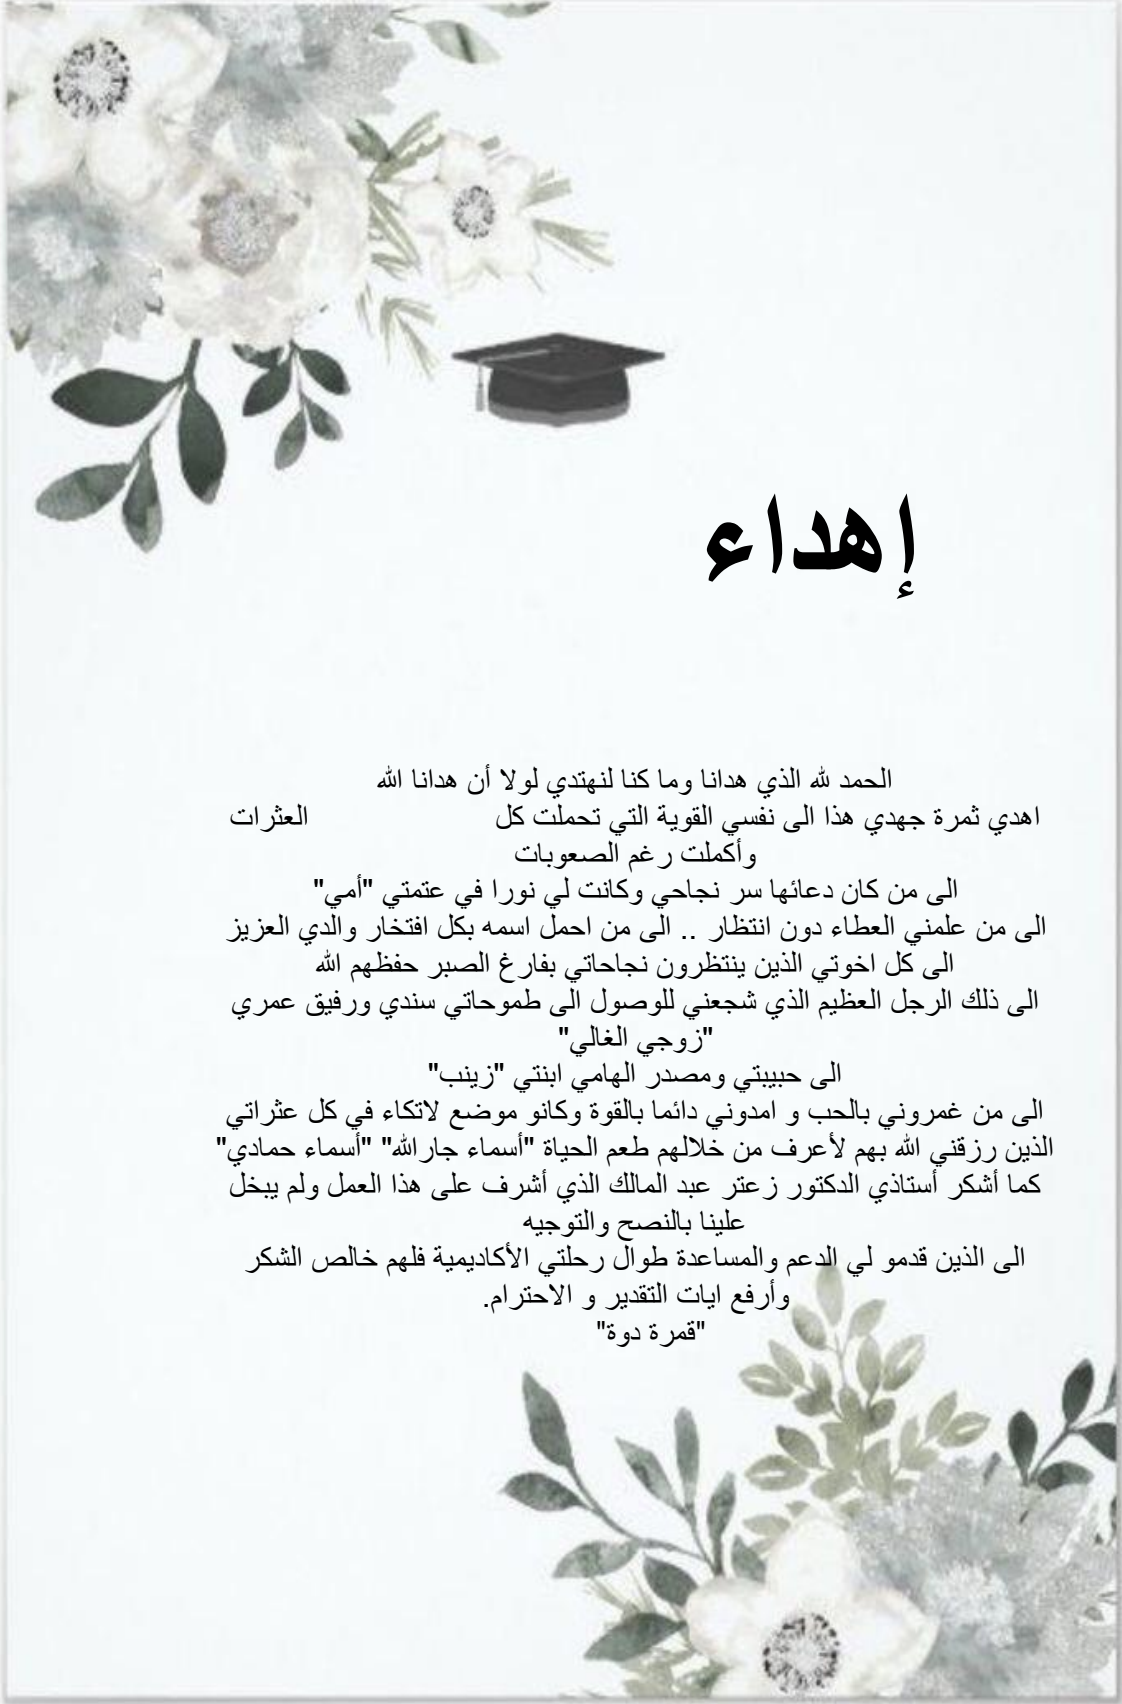 إهداء
الحمد لله الذي هدانا وما كنا لنهتدي لولا أن هدانا الله
اهدي ثمرة جهدي هذا الى نفسي القوية التي تحملت كل العثرات
وأكملت رغم الصعوبات
الى من كان دعائها سر نجاحي وكانت لي نورا في عتمتي "أمي"
الى من علمني العطاء دون انتظار .. الى من احمل اسمه بكل افتخار والدي العزيز
الى كل اخوتي الذين ينتظرون نجاحاتي بفارغ الصبر حفظهم الله
الى ذلك الرجل العظيم الذي شجعني للوصول الى طموحاتي سندي ورفيق عمري
"زوجي الغالي"
الى حبيبتي ومصدر الهامي ابنتي "زينب"
الى من غمروني بالحب و امدوني دائما بالقوة وكانو موضع لاتكاء في كل عثراتي
الذين رزقني الله بهم لأعرف من خلالهم طعم الحياة "أسماء جارالله" "أسماء حمادي"
كما أشكر أستاذي الدكتور زعتر عبد المالك الذي أشرف على هذا العمل ولم يبخل
علينا بالنصح والتوجيه
الى الذين قدمو لي الدعم والمساعدة طوال رحلتي الأكاديمية فلهم خالص الشكر
وأرفع ايات التقدير و الاحترام.
"قمرة دوة"